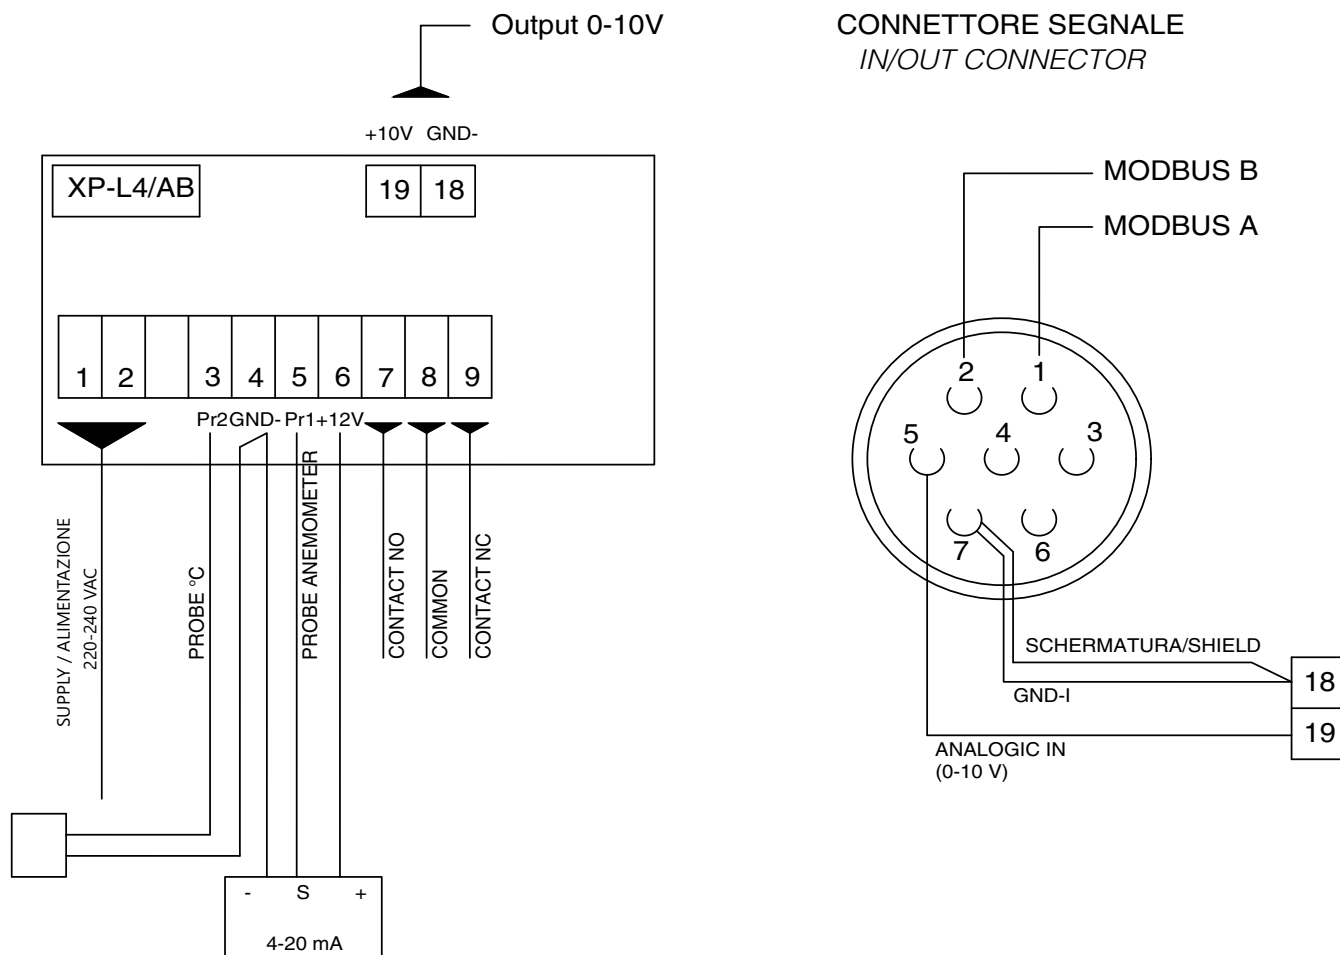 Output 0-10V
+10V GND-
XP-L4/AB
19 18
1 2 3 4 5 6 7 8 9
Pr2GND- Pr1+12V
SUPPLY / ALIMENTAZIONE
220-240 VAC
PROBE °C
PROBE ANEMOMETER
CONTACT NO
COMMON
CONTACT NC
- S +
4-20 mA
CONNETTORE SEGNALE
IN/OUT CONNECTOR
MODBUS B
MODBUS A
2 1
5 4 3
7 6
SCHERMATURA/SHIELD
18
GND-I
19
ANALOGIC IN
(0-10 V)